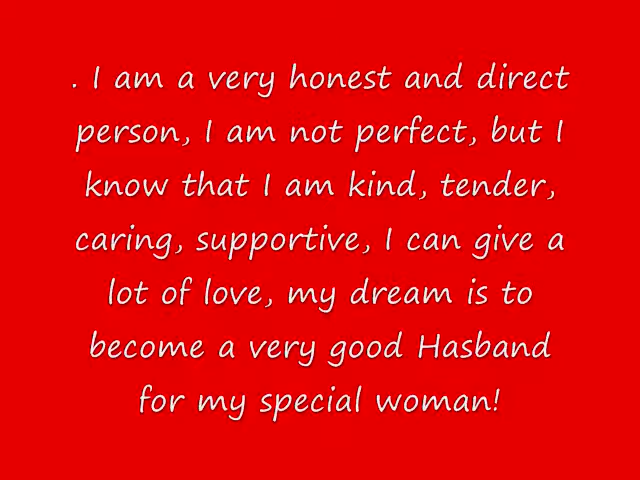 . I am a very honest and direct
person, I am not perfect, but I
know that I am kind, tender,
caring, supportive, I can give a
lot of love, my dream is to
become a very good Hasband
for my special woman!